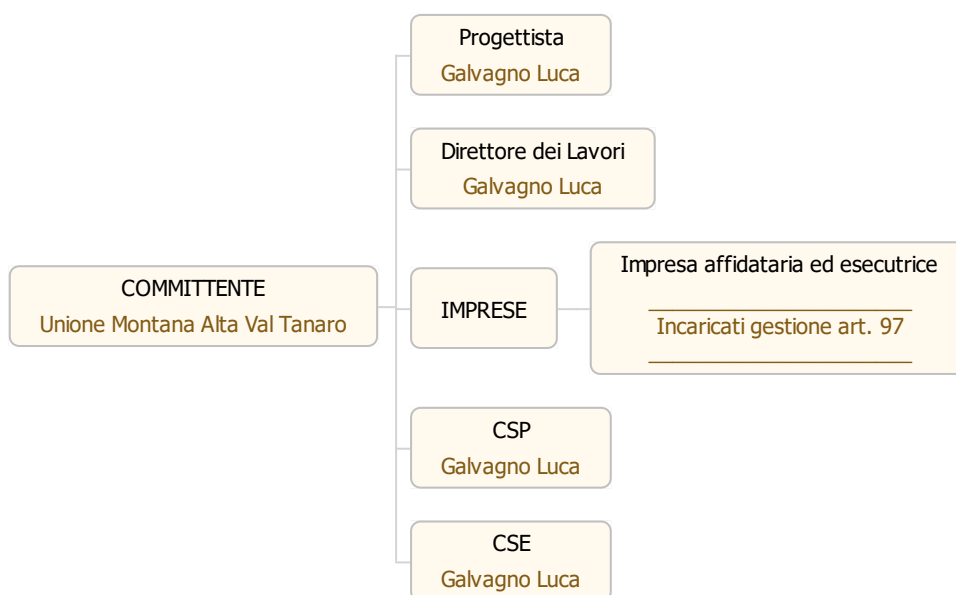 Progettista
Galvagno Luca
Direttore dei Lavori
Galvagno Luca
COMMITTENTE
Unione Montana Alta Val Tanaro
IMPRESE
Impresa affidataria ed esecutrice
Incaricati gestione art. 97
CSP
Galvagno Luca
CSE
Galvagno Luca